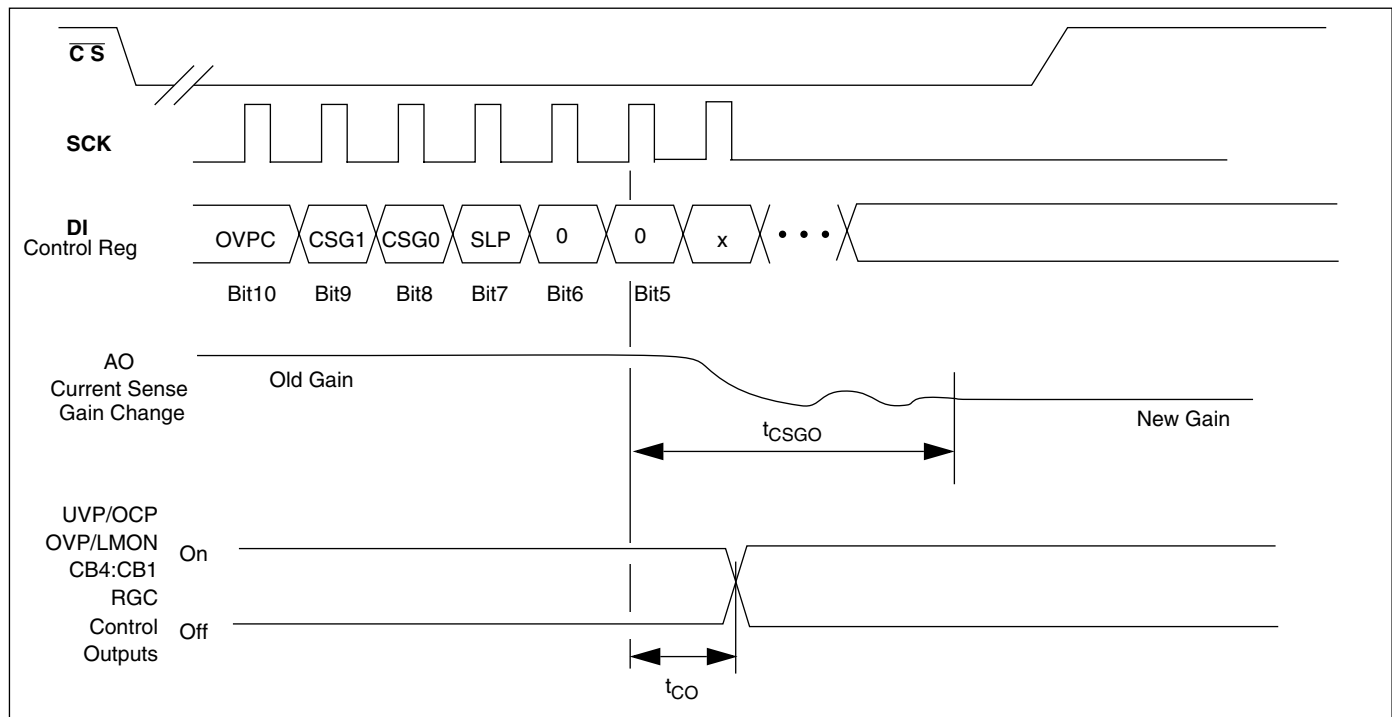 CS
SCK
DI
Control Reg
OVPC CSG1 CSG0 SLP 0 0 x • • •
Bit10 Bit9 Bit8 Bit7 Bit6 Bit5
AO
Current Sense
Gain Change
Old Gain
New Gain
tCSGO
UVP/OCP
OVP/LMON
CB4:CB1
RGC
Control
Outputs
On
Off
tCO